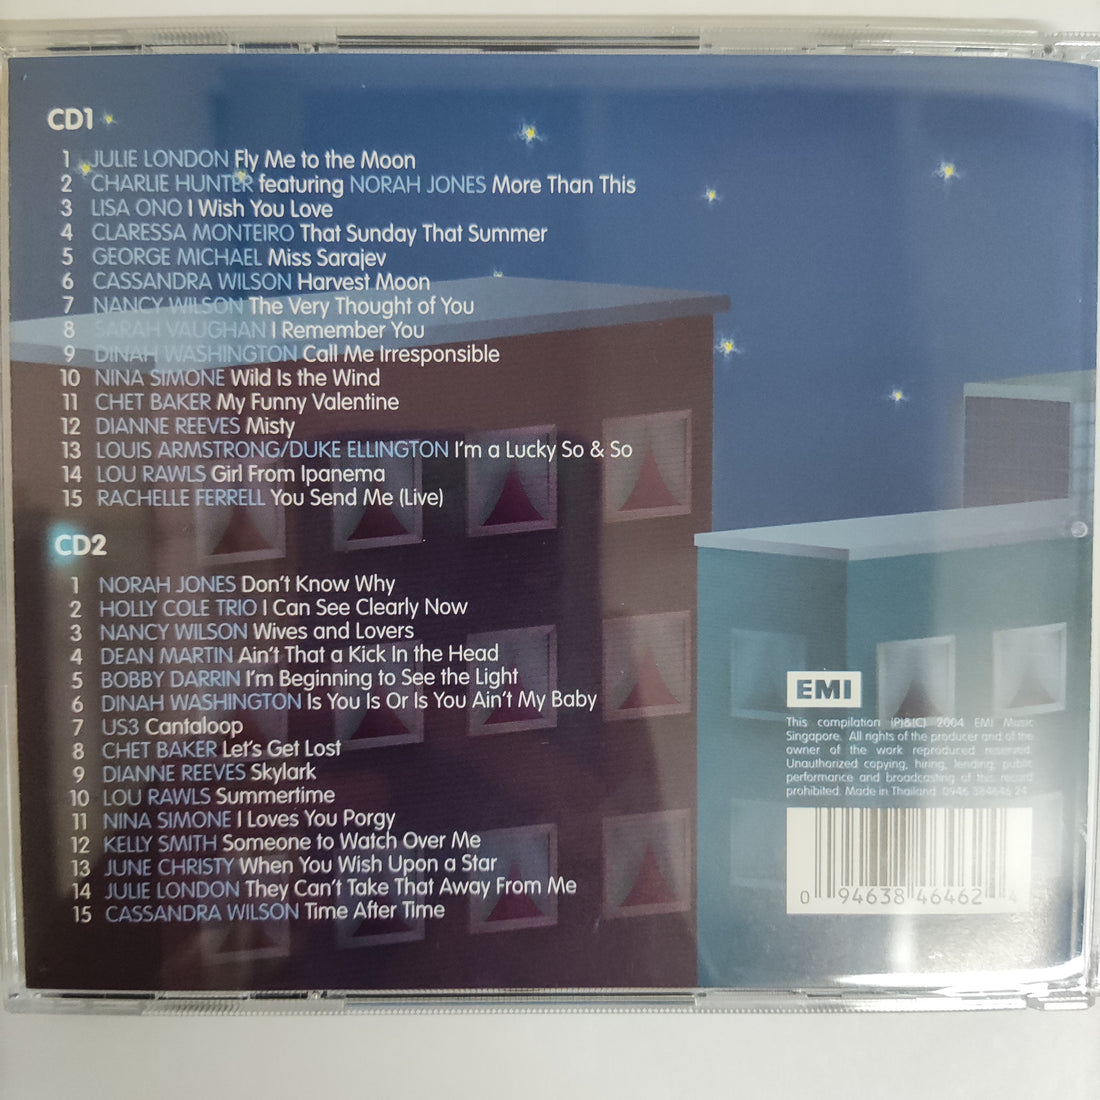 CD1
1 JULIE LONDON Fly Me to the Moon
2 CHARLIE HUNTER featuring NORAH JONES More Than This
3 LISA ONO I Wish You Love
4 CLARESSA MONTEIRO That Sunday That Summer
5 GEORGE MICHAEL Miss Sarajev
6 CASSANDRA WILSON Harvest Moon
7 NANCY WILSON The Very Thought of You
8 SARAH VAUGHAN I Remember You
9 DINAH WASHINGTON Call Me Irresponsible
10 NINA SIMONE Wild Is the Wind
11 CHET BAKER My Funny Valentine
12 DIANNE REEVES Misty
13 LOUIS ARMSTRONG/DUKE ELLINGTON I'm a Lucky So & So
14 LOU RAWLS Girl From Ipanema
15 RACHELLE FERRELL You Send Me (Live)
CD2
1 NORAH JONES Don't Know Why
2 HOLLY COLE TRIO I Can See Clearly Now
3 NANCY WILSON Wives and Lovers
4 DEAN MARTIN Ain't That a Kick In the Head
5 BOBBY DARRIN I'm Beginning to See the Light
6 DINAH WASHINGTON Is You Is Or Is You Ain't My Baby
7 US3 Cantaloop
8 CHET BAKER Let's Get Lost
9 DIANNE REEVES Skylark
10 LOU RAWLS Summertime
11 NINA SIMONE I Loves You Porgy
12 KELLY SMITH Someone to Watch Over Me
13 JUNE CHRISTY When You Wish Upon a Star
14 JULIE LONDON They Can't Take That Away From Me
15 CASSANDRA WILSON Time After Time
EMI
This compilation (P)&(C) 2004 EMI Music
Singapore. All rights of the producer and of the
owner of the work reproduced reserved.
Unauthorized copying, hiring, lending, public
performance and broadcasting of this record
prohibited. Made in Thailand. 0946 384646 24
0 94638 46462 4